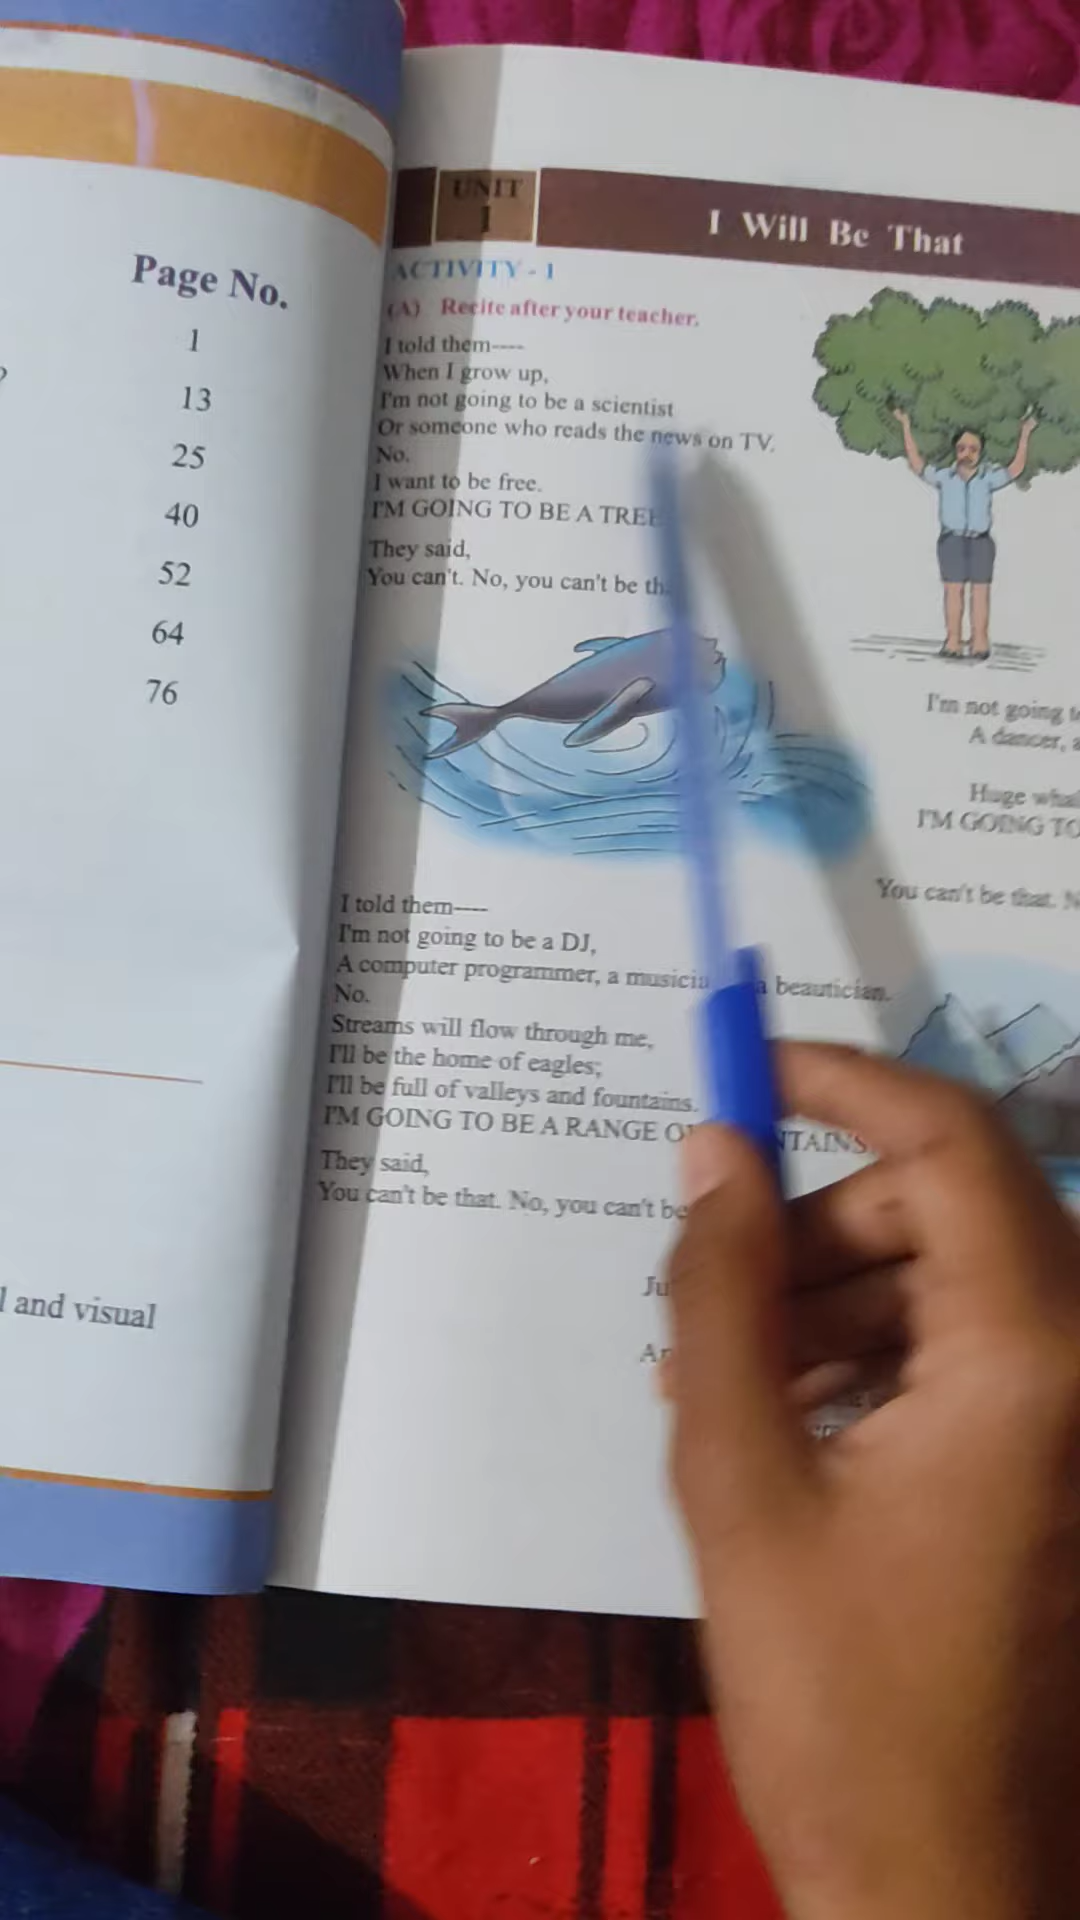 Page No.
1
13
25
40
52
64
76
l and visual
UNIT
1
I Will Be That
ACTIVITY - 1
(A) Recite after your teacher.
I told them----
When I grow up,
I'm not going to be a scientist
Or someone who reads the news on TV.
No.
I want to be free.
I'M GOING TO BE A TREE
They said,
You can't. No, you can't be
I'm not going
A dancer,
Huge
I'M GOING TO
You can't be that.
I told them----
I'm not going to be a DJ,
A computer programmer, a a beautician.
No.
Streams will flow through me,
I'll be the home of eagles;
I'll be full of valleys and fountains.
I'M GOING TO BE A RANGE
They said,
You can't be that. No, you can't be